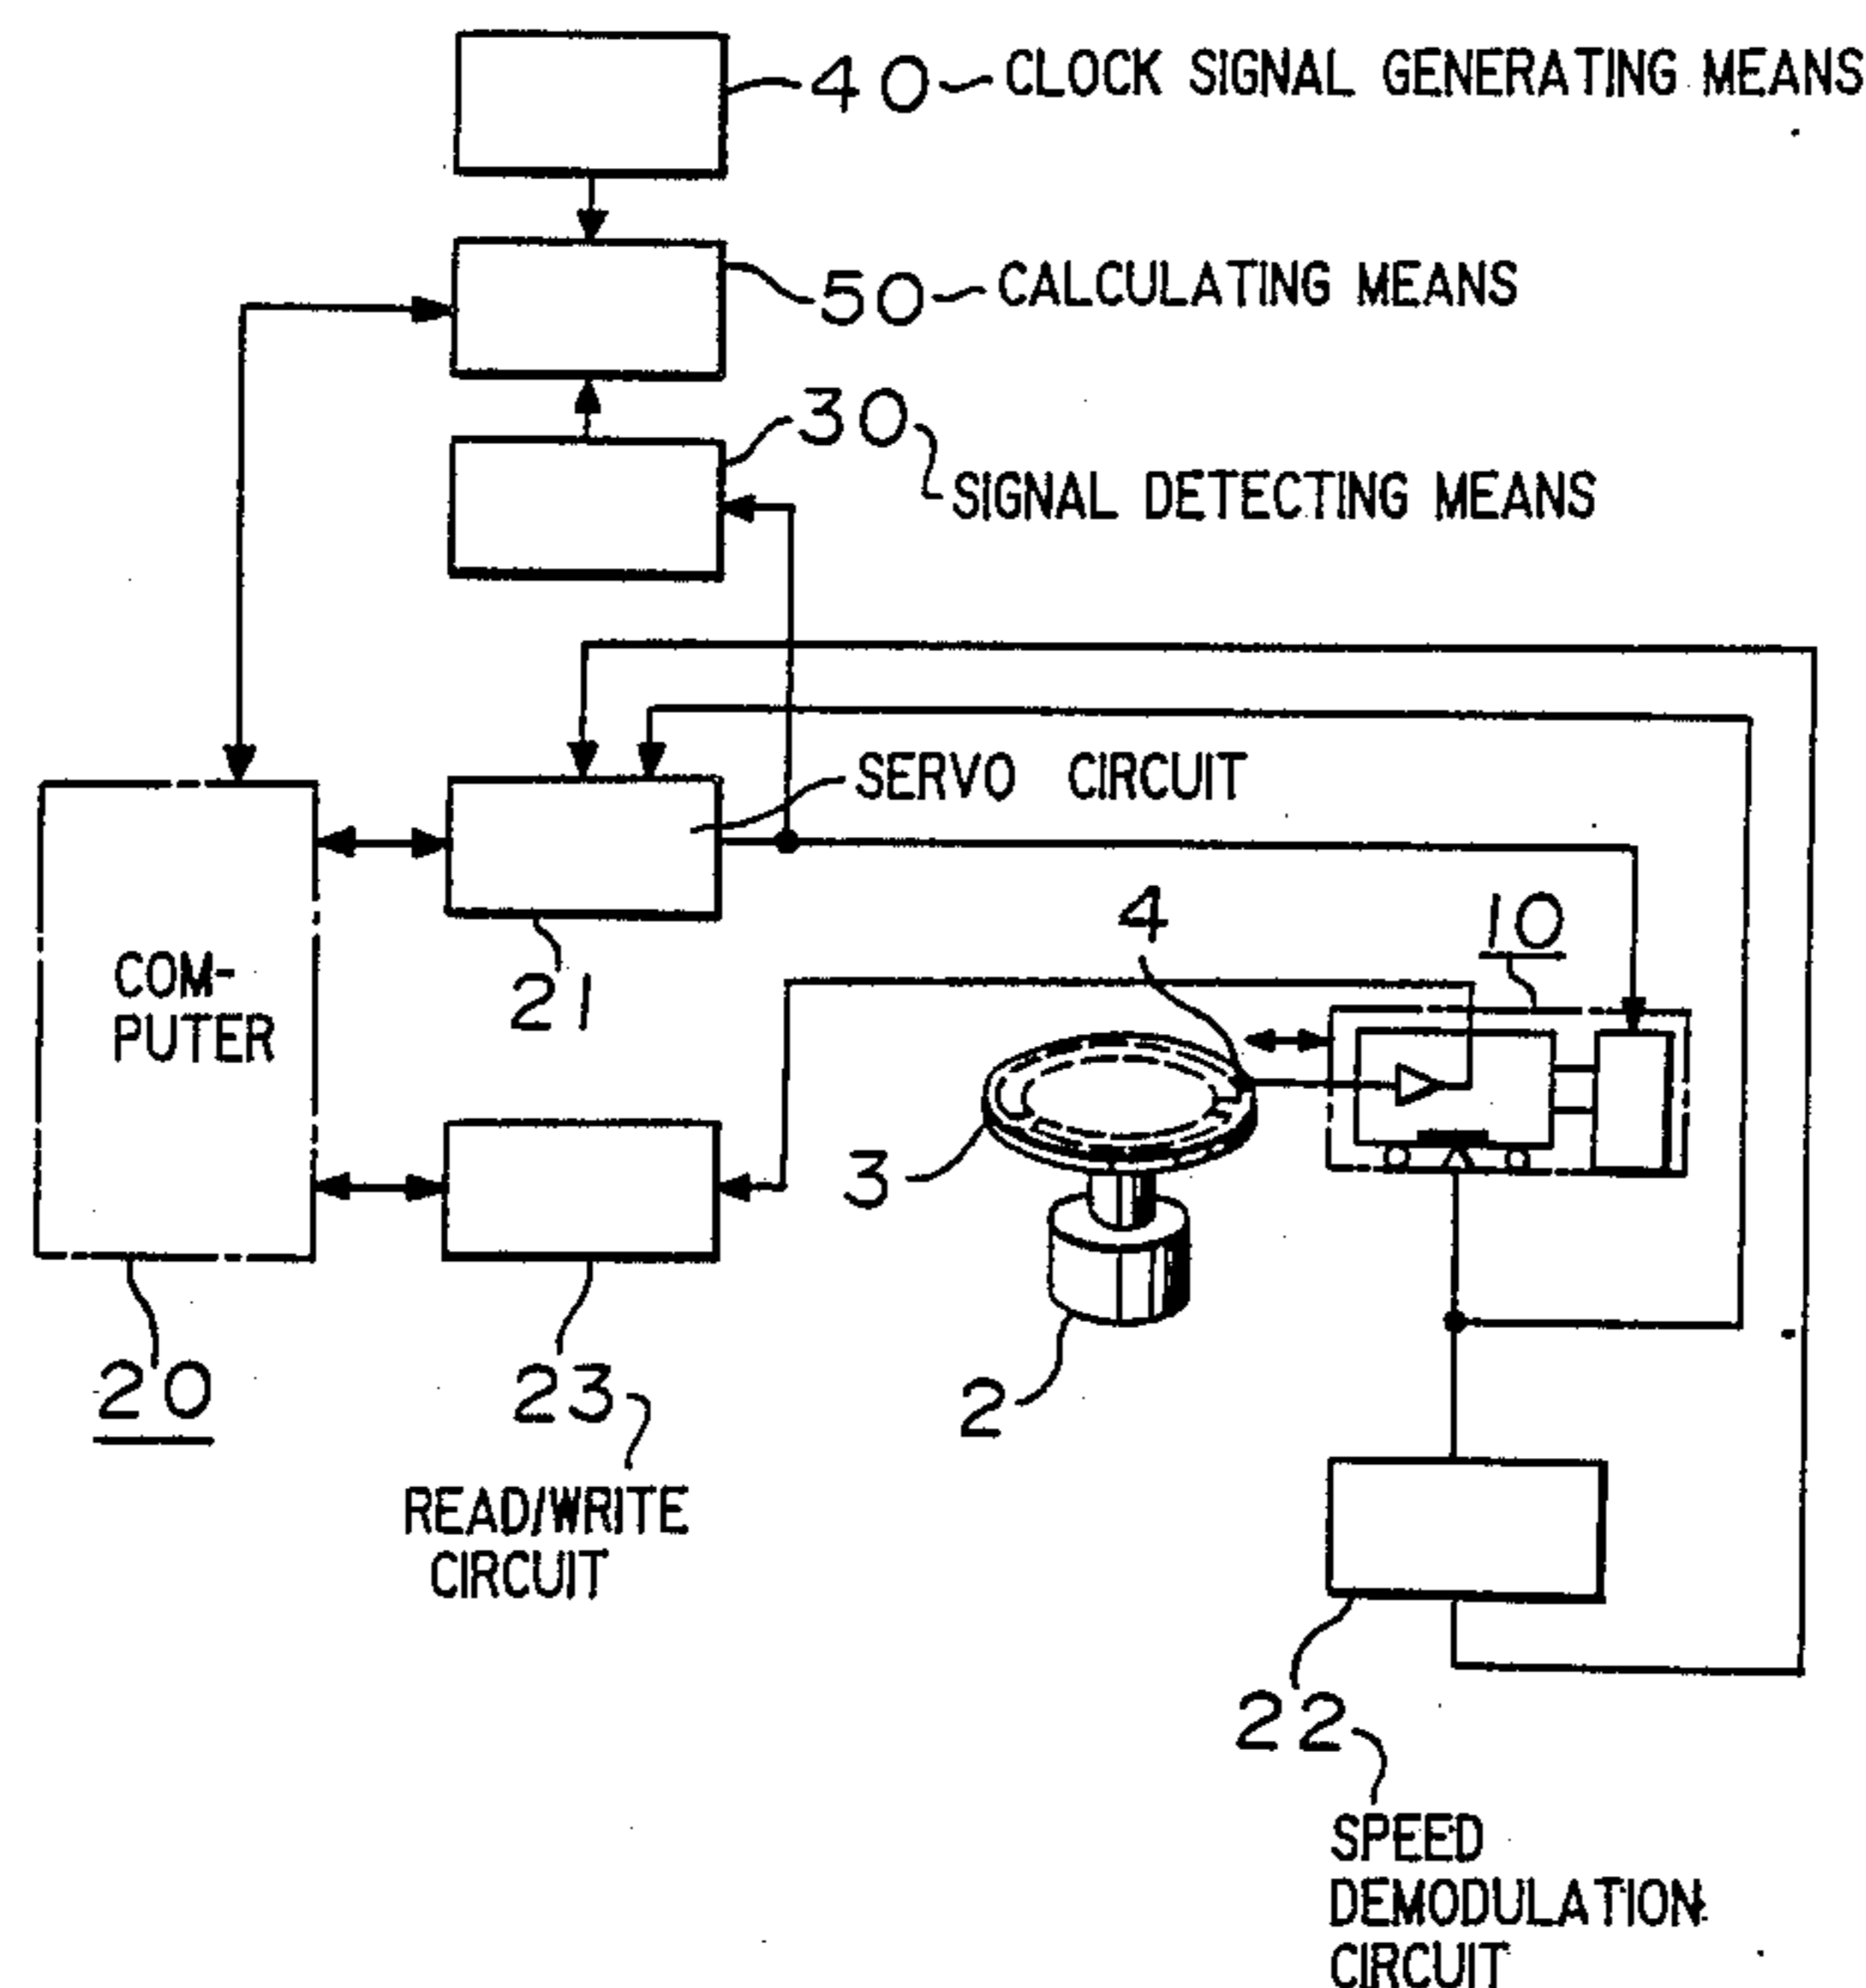 40 CLOCK SIGNAL GENERATING MEANS
50 CALCULATING MEANS
30
SIGNAL DETECTING MEANS
SERVO CIRCUIT
4
10
COM-
PUTER
21
3
2
20
23
READ/WRITE
CIRCUIT
22
SPEED
DEMODULATION
CIRCUIT